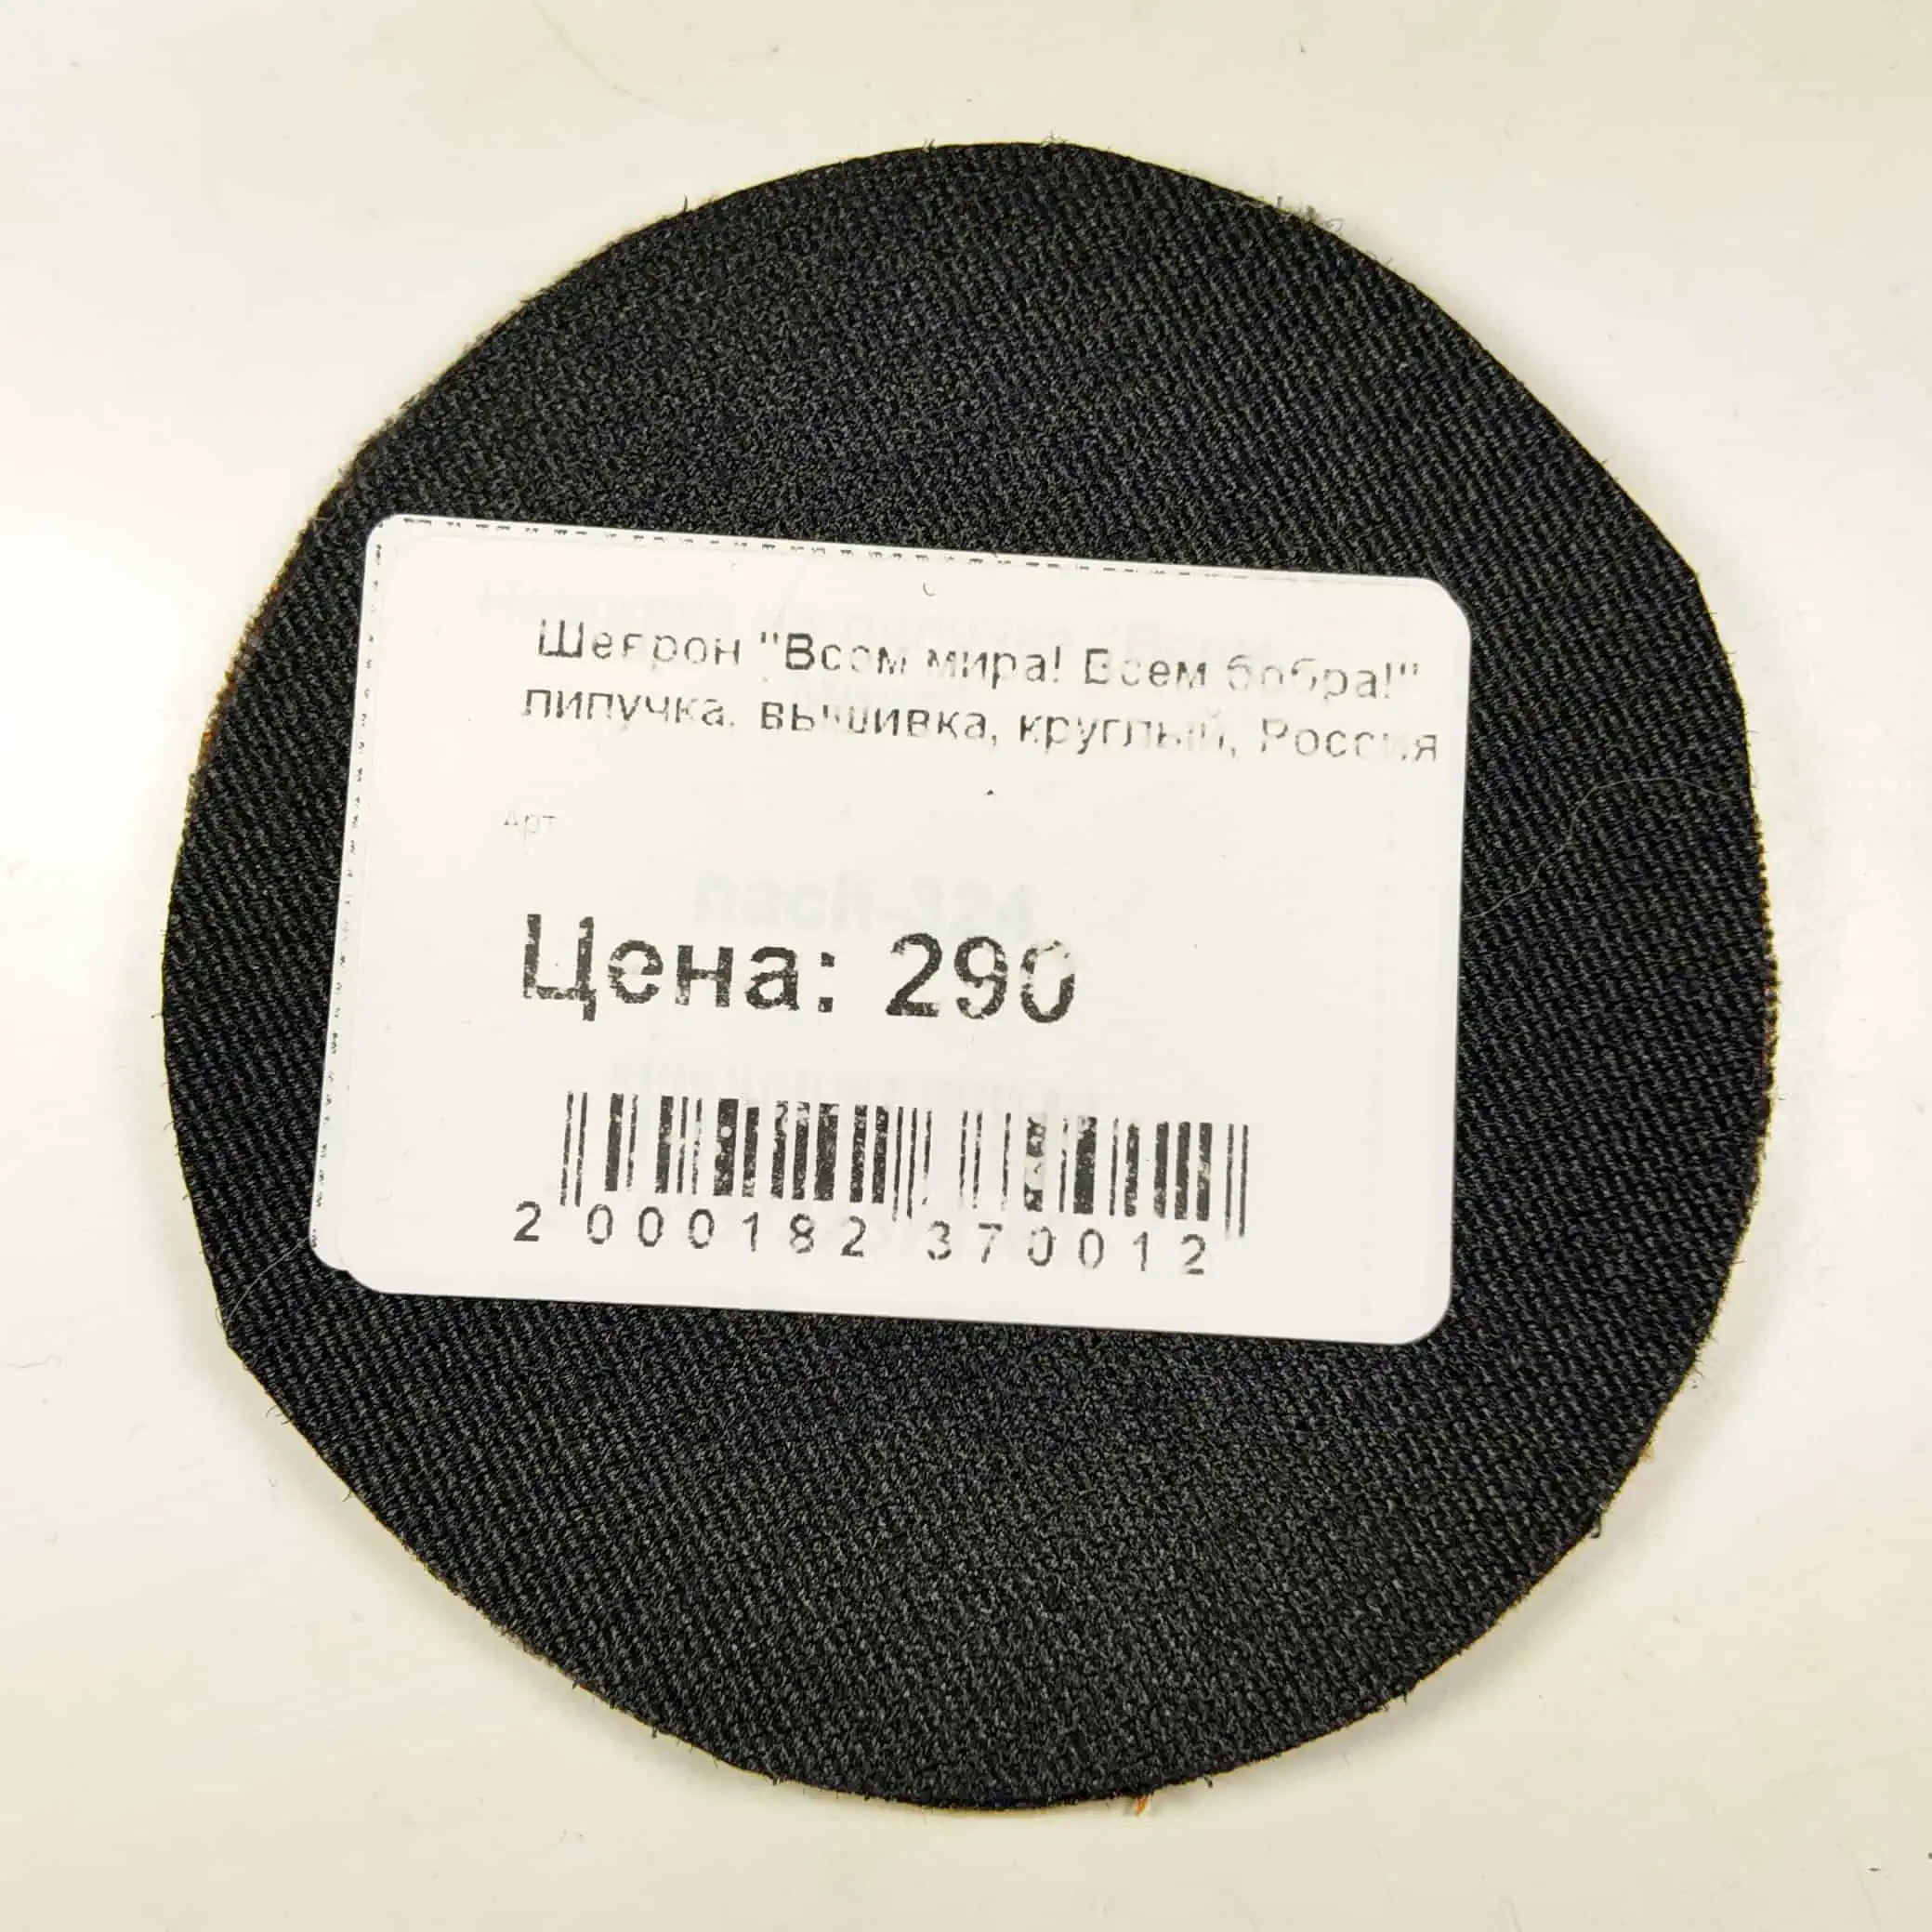 Шеврон "Всем мира! Всем бобра!"
липучка, вышивка, круглый, Россия
Арт
Цена: 290
2 000182 370012